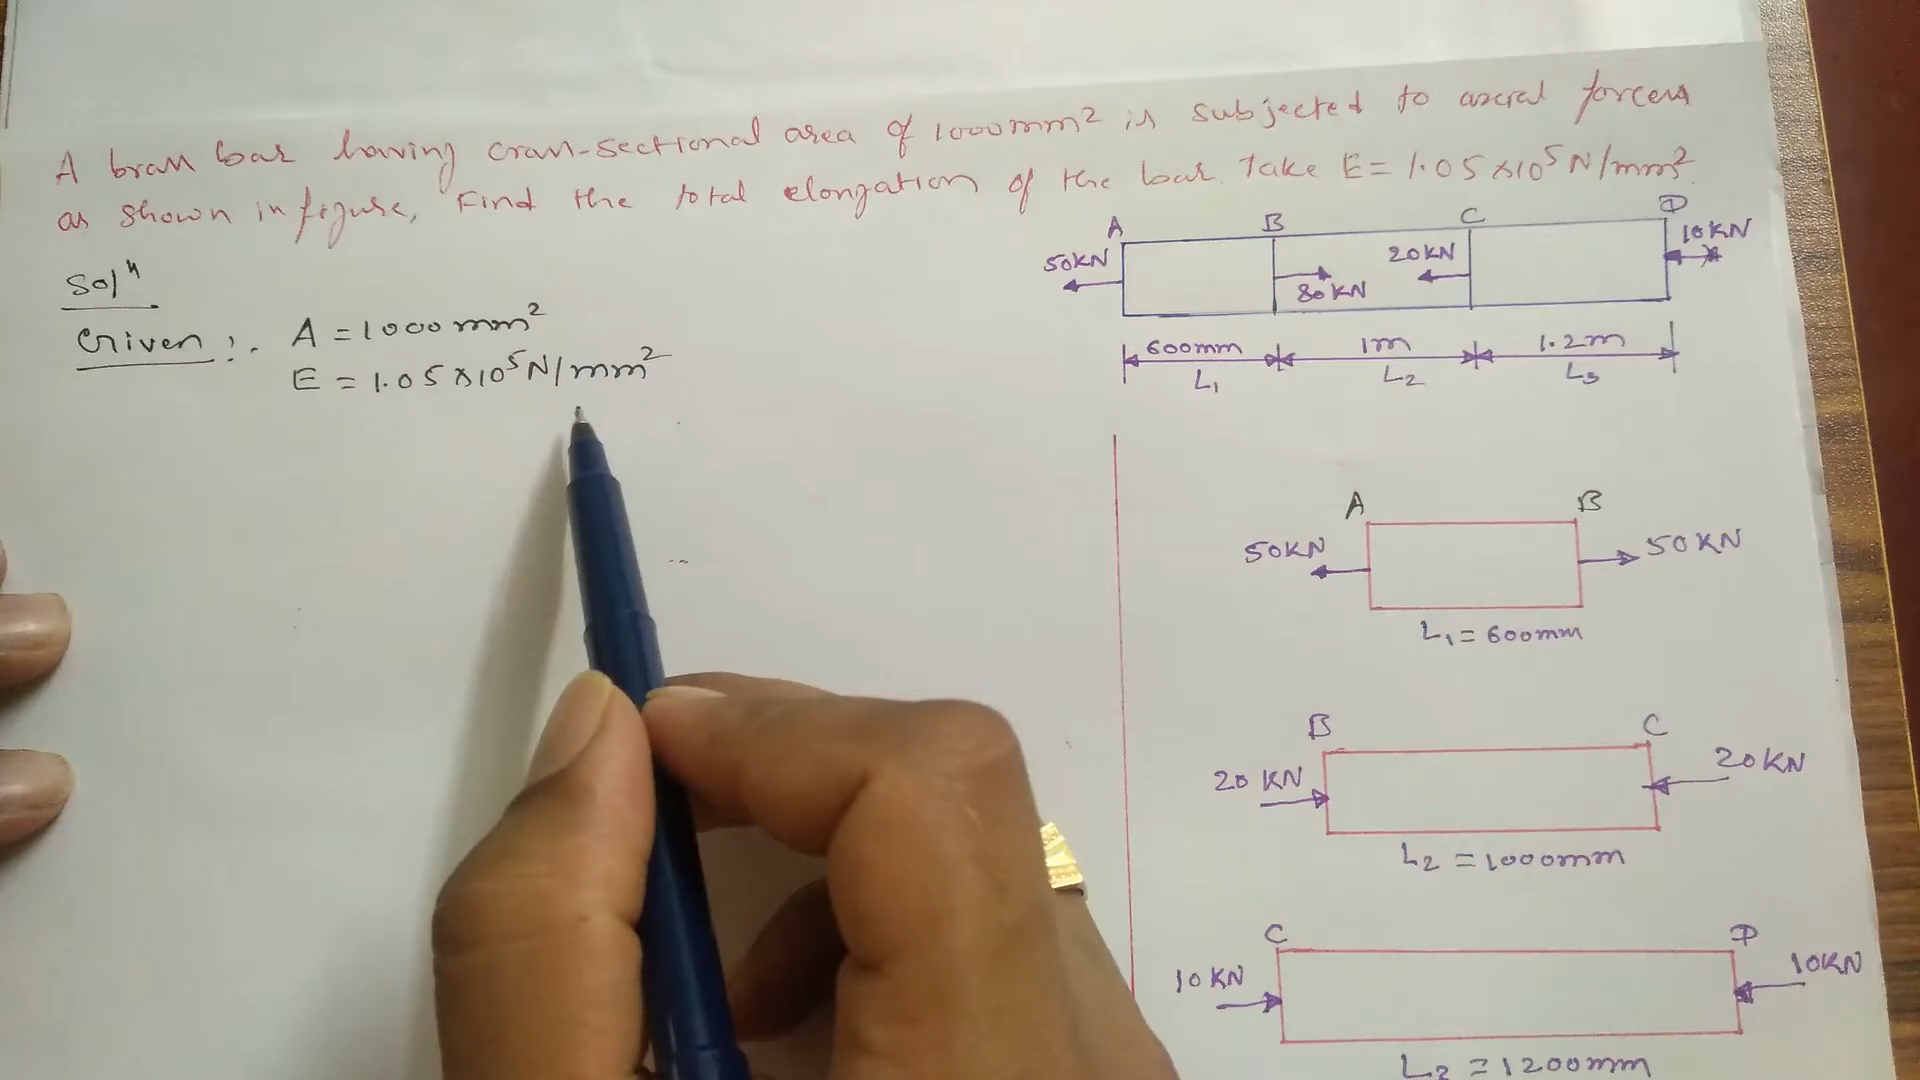 A brass bar having cross-sectional area of 1000mm² is subjected to axial forces
as shown in figure, Find the total elongation of the bar. Take E = 1.05 x 10⁵ N/mm².
Solⁿ
Given :- A = 1000 mm²
E = 1.05 x 10⁵ N/mm²
A B C D
50KN 80KN 20KN 10KN
600mm 1m 1.2m
L₁ L₂ L₃
A B
50KN 50KN
L₁ = 600mm
B C
20 KN 20KN
L₂ = 1000mm
C D
10 KN 10KN
L₃ = 1200mm